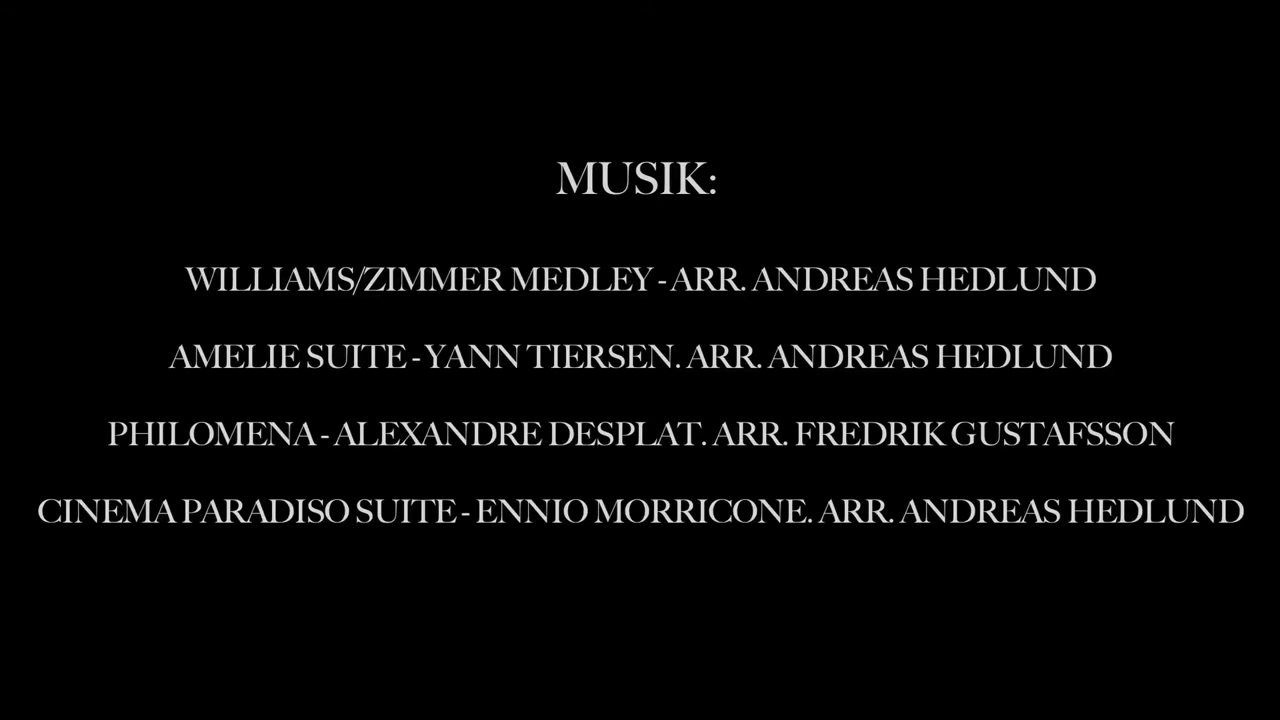 MUSIK:
WILLIAMS/ZIMMER MEDLEY - ARR. ANDREAS HEDLUND
AMELIE SUITE - YANN TIERSEN. ARR. ANDREAS HEDLUND
PHILOMENA - ALEXANDRE DESPLAT. ARR. FREDRIK GUSTAFSSON
CINEMA PARADISO SUITE - ENNIO MORRICONE. ARR. ANDREAS HEDLUND